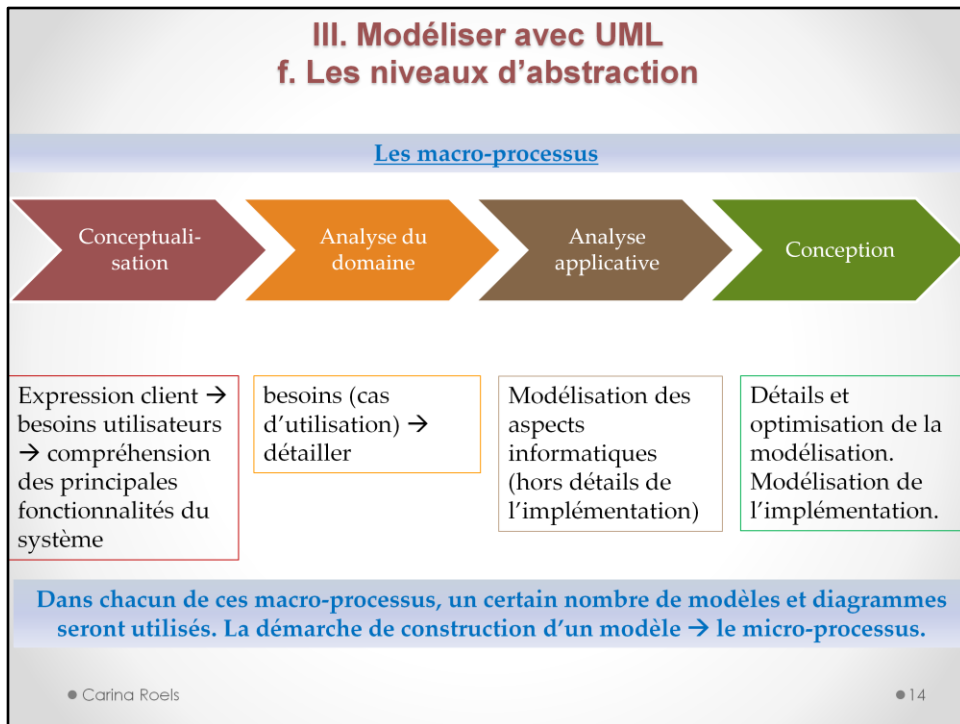 III. Modéliser avec UML
f. Les niveaux d’abstraction
Les macro-processus
Conceptuali-
sation
Analyse du
domaine
Analyse
applicative
Conception
Expression client →
besoins utilisateurs
→ compréhension
des principales
fonctionnalités du
système
besoins (cas
d’utilisation) →
détailler
Modélisation des
aspects
informatiques
(hors détails de
l’implémentation)
Détails et
optimisation de la
modélisation.
Modélisation de
l’implémentation.
Dans chacun de ces macro-processus, un certain nombre de modèles et diagrammes
seront utilisés. La démarche de construction d’un modèle → le micro-processus.
Carina Roels
14